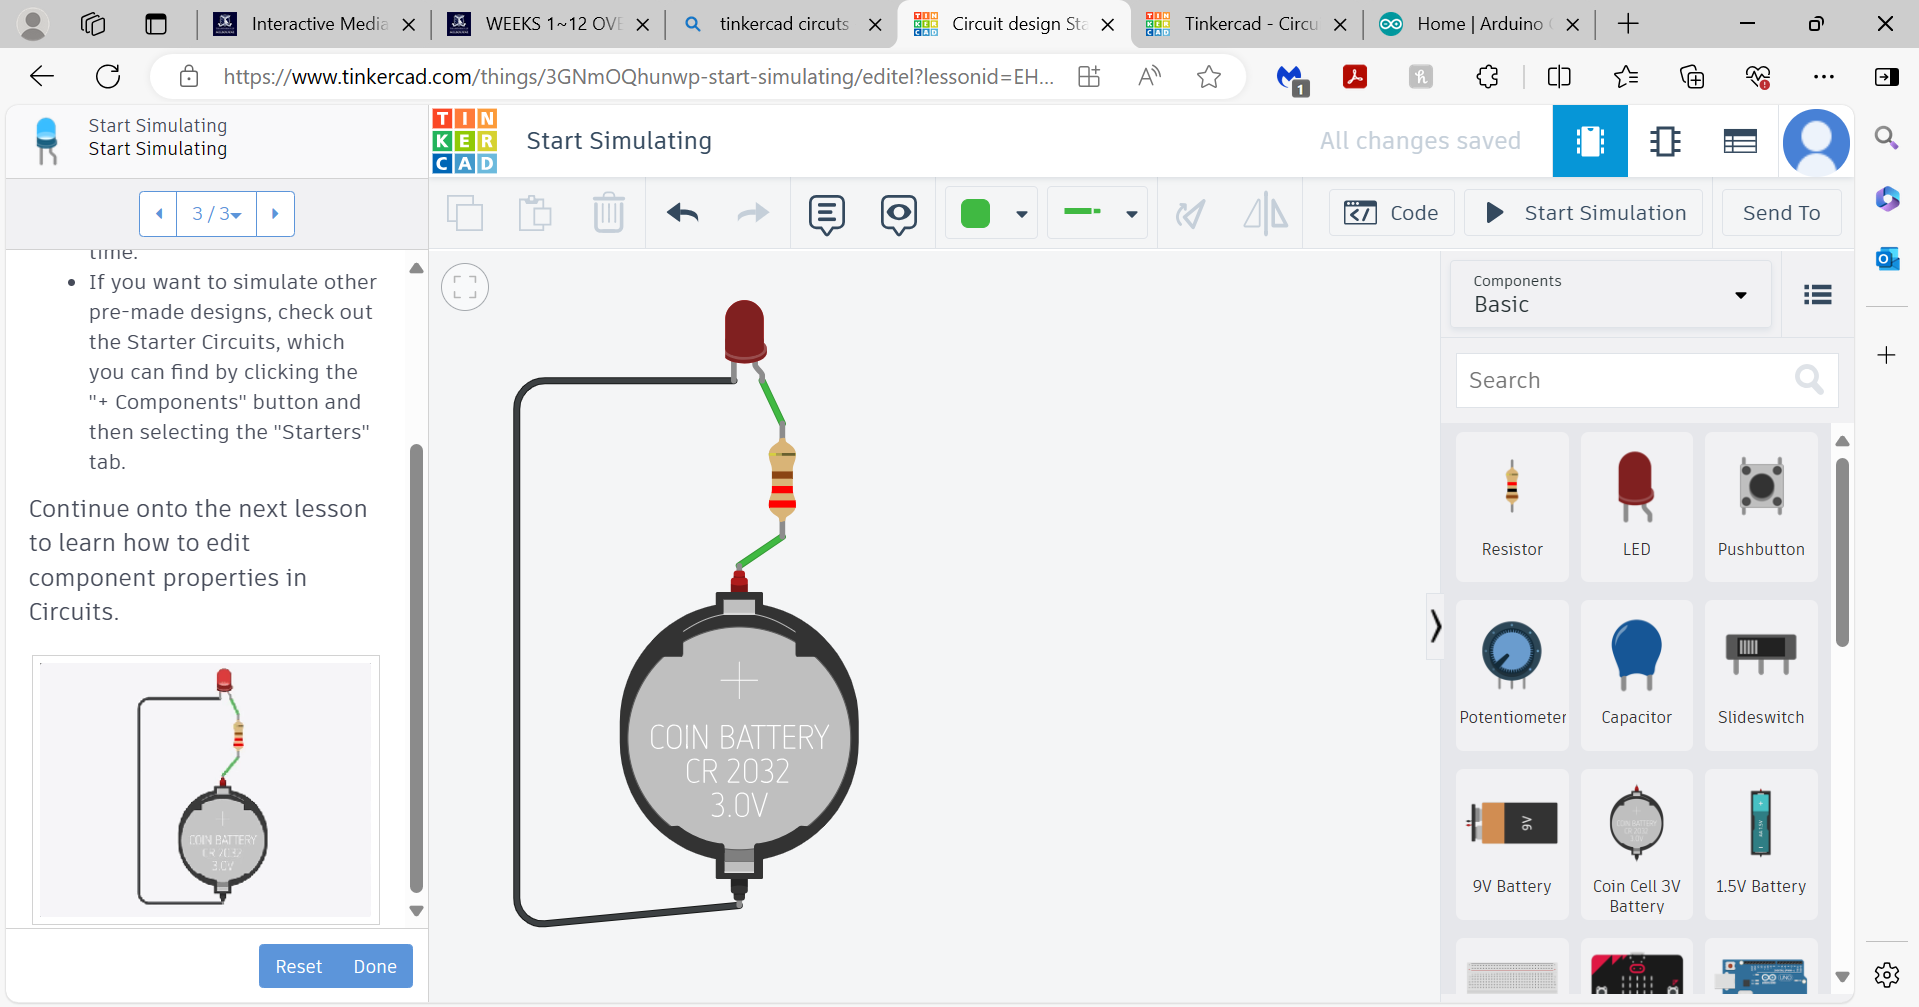 Interactive Media
WEEKS 1~12 OVE
tinkercad circuts
Circuit design Sta
Tinkercad - Circu
Home | Arduino
https://www.tinkercad.com/things/3GNmOQhunwp-start-simulating/editel?lessonid=EH...
1
Start Simulating
Start Simulating
TIN
KER
CAD
Start Simulating
All changes saved
3 / 3
Code
Start Simulation
Send To
time.
• If you want to simulate other
pre-made designs, check out
the Starter Circuits, which
you can find by clicking the
"+ Components" button and
then selecting the "Starters"
tab.
Continue onto the next lesson
to learn how to edit
component properties in
Circuits.
COIN BATTERY
CR 2032
3.0V
Reset
Done
COIN BATTERY
CR 2032
3.0V
Components
Basic
Search
Resistor
LED
Pushbutton
Potentiometer
Capacitor
Slideswitch
9V
9V Battery
Coin Cell 3V
Battery
1.5V Battery